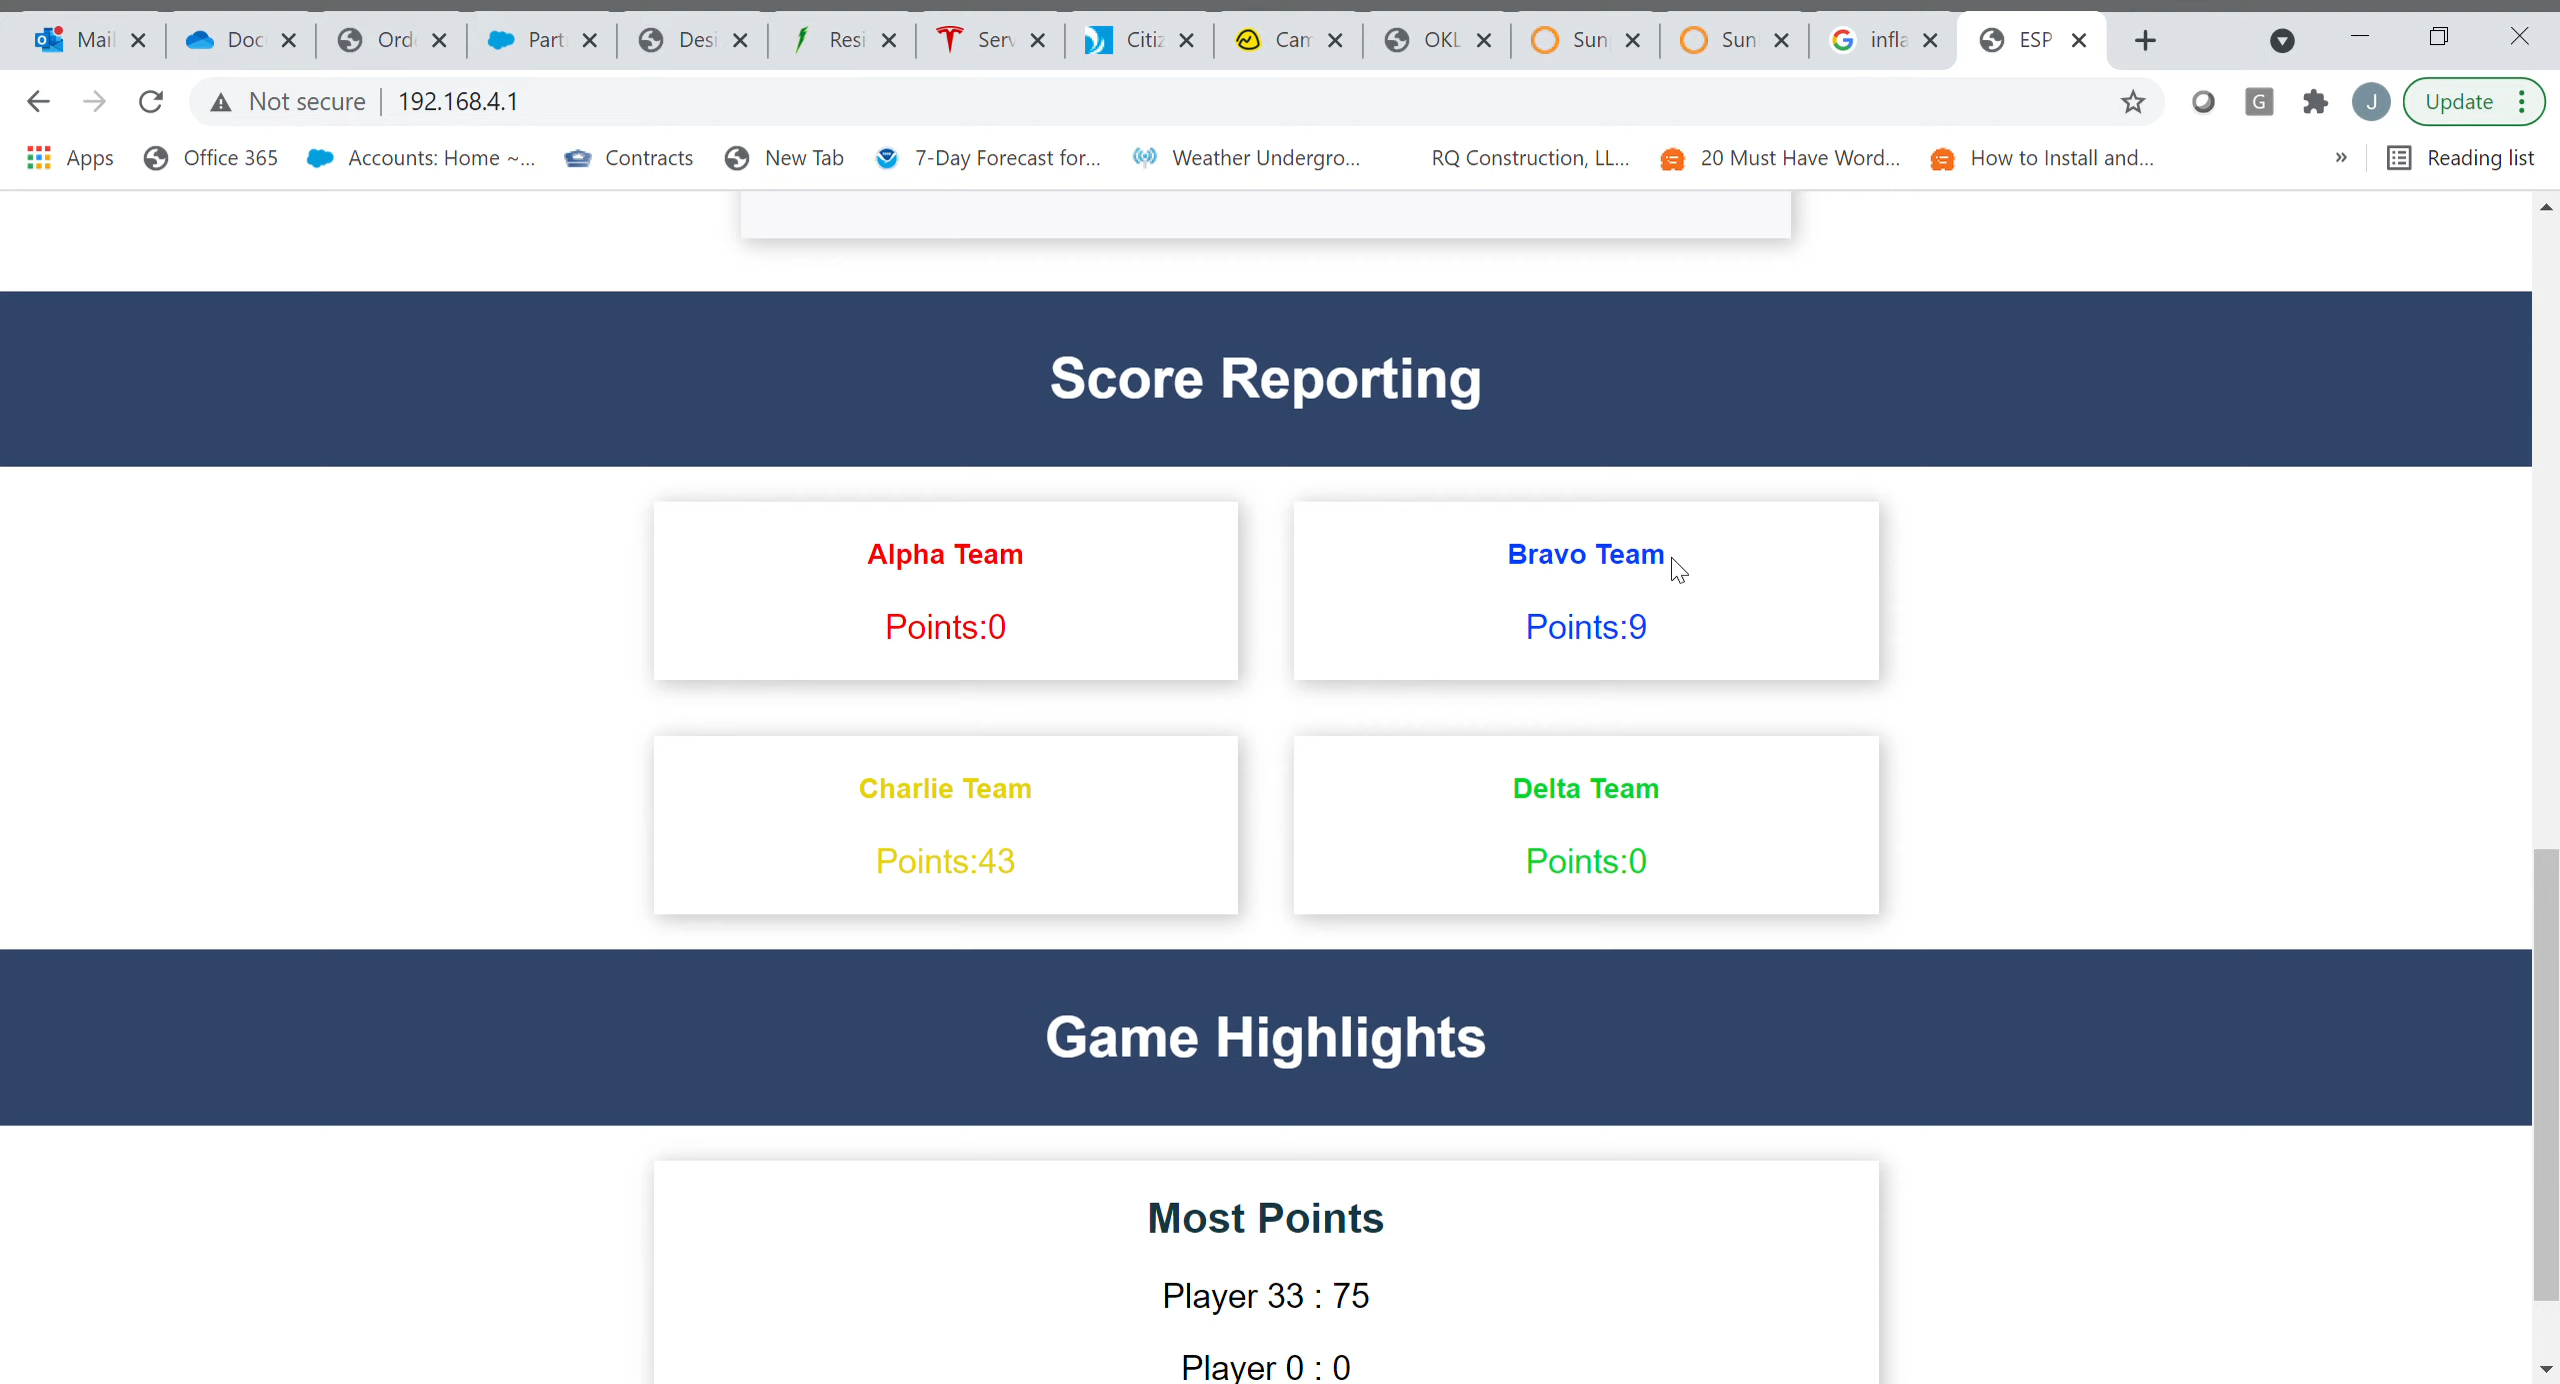 Mail Doc Ord Part Desi Resi Serv Citiz Cam OKL Sun Sun infla ESP
Not secure 192.168.4.1 G J Update
Apps Office 365 Accounts: Home ~... Contracts New Tab 7-Day Forecast for... Weather Undergro... RQ Construction, LL... 20 Must Have Word... How to Install and... » Reading list
Score Reporting
Alpha Team
Points:0
Bravo Team
Points:9
Charlie Team
Points:43
Delta Team
Points:0
Game Highlights
Most Points
Player 33 : 75
Player 0 : 0